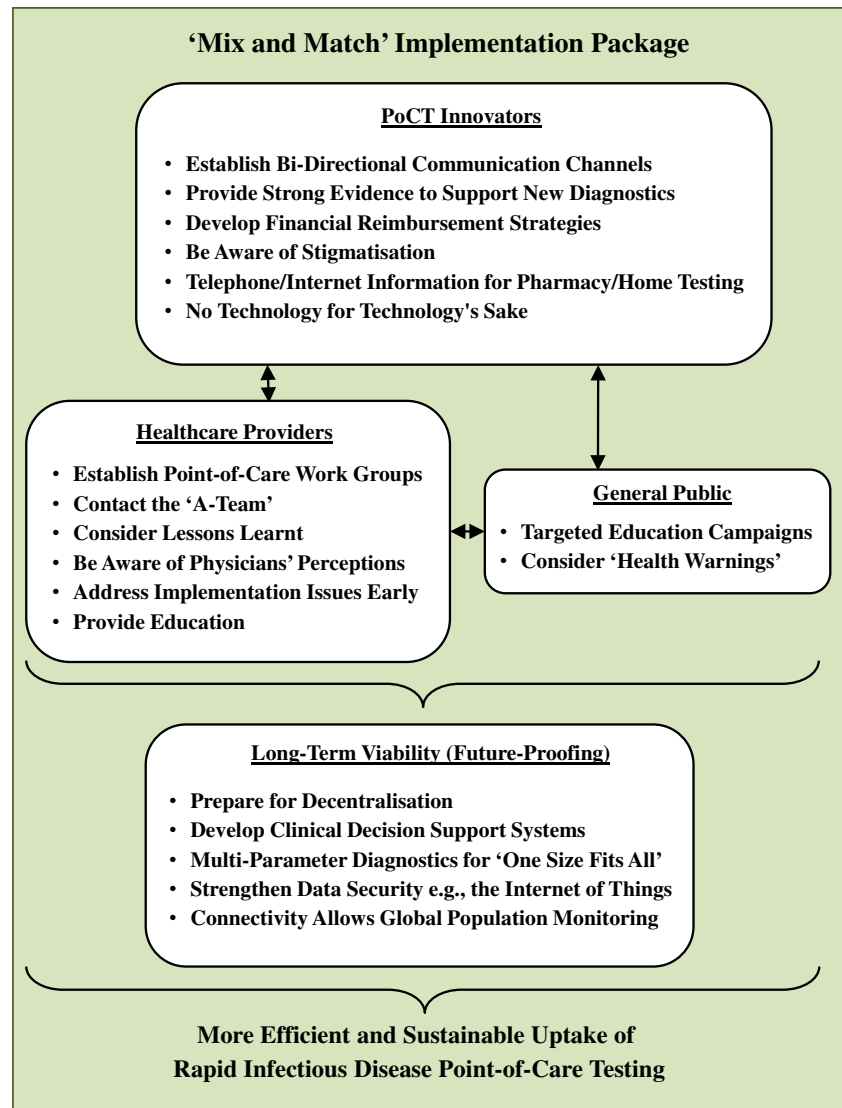 ‘Mix and Match’ Implementation Package
PoCT Innovators
• Establish Bi-Directional Communication Channels
• Provide Strong Evidence to Support New Diagnostics
• Develop Financial Reimbursement Strategies
• Be Aware of Stigmatisation
• Telephone/Internet Information for Pharmacy/Home Testing
• No Technology for Technology's Sake
Healthcare Providers
• Establish Point-of-Care Work Groups
• Contact the ‘A-Team’
• Consider Lessons Learnt
• Be Aware of Physicians’ Perceptions
• Address Implementation Issues Early
• Provide Education
General Public
• Targeted Education Campaigns
• Consider ‘Health Warnings’
Long-Term Viability (Future-Proofing)
• Prepare for Decentralisation
• Develop Clinical Decision Support Systems
• Multi-Parameter Diagnostics for ‘One Size Fits All’
• Strengthen Data Security e.g., the Internet of Things
• Connectivity Allows Global Population Monitoring
More Efficient and Sustainable Uptake of
Rapid Infectious Disease Point-of-Care Testing